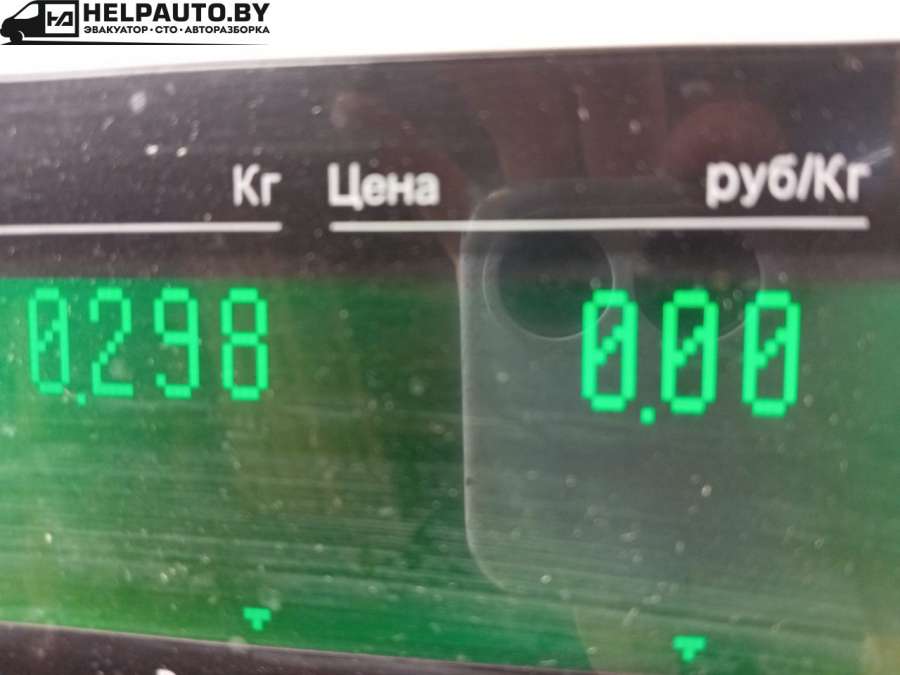 HELPAUTO.BY
ЭВАКУАТОР·СТО·АВТОРАЗБОРКА
Кг Цена руб/Кг
0.298 0.00